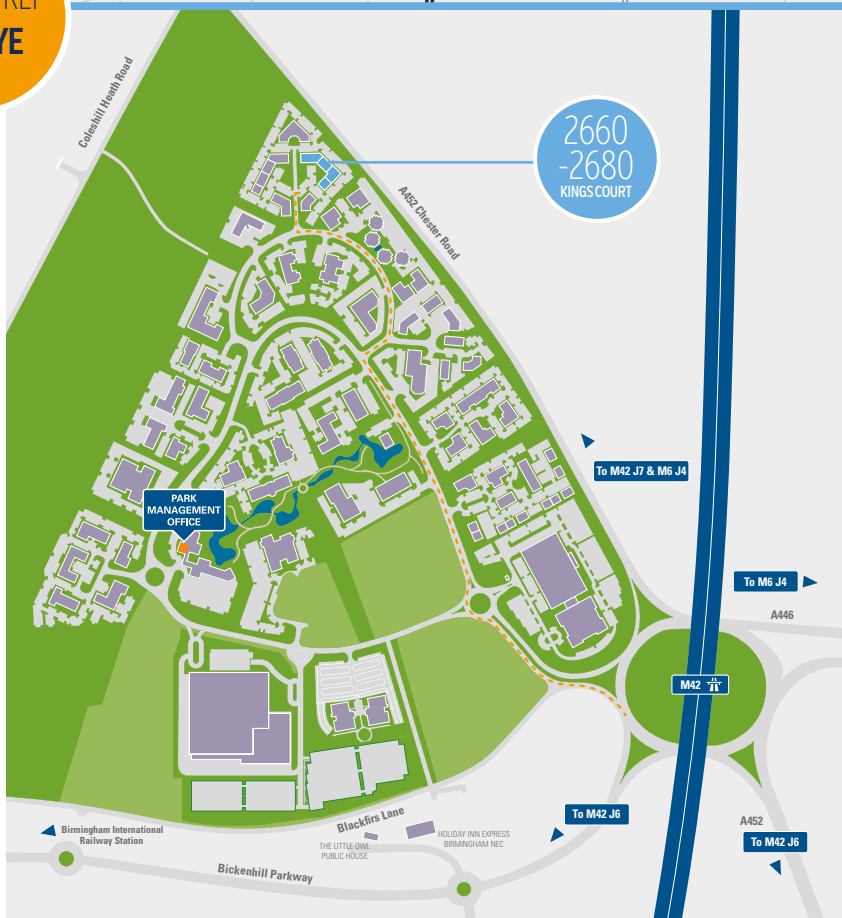 YE
Coleshill Heath Road
2660
-2680
KINGS COURT
A452 Chester Road
To M42 J7 & M6 J4
PARK
MANAGEMENT
OFFICE
To M6 J4
A446
M42
To M42 J6
A452
To M42 J6
Birmingham International
Railway Station
Blackfirs Lane
HOLIDAY INN EXPRESS
BIRMINGHAM NEC
THE LITTLE OWL
PUBLIC HOUSE
Bickenhill Parkway